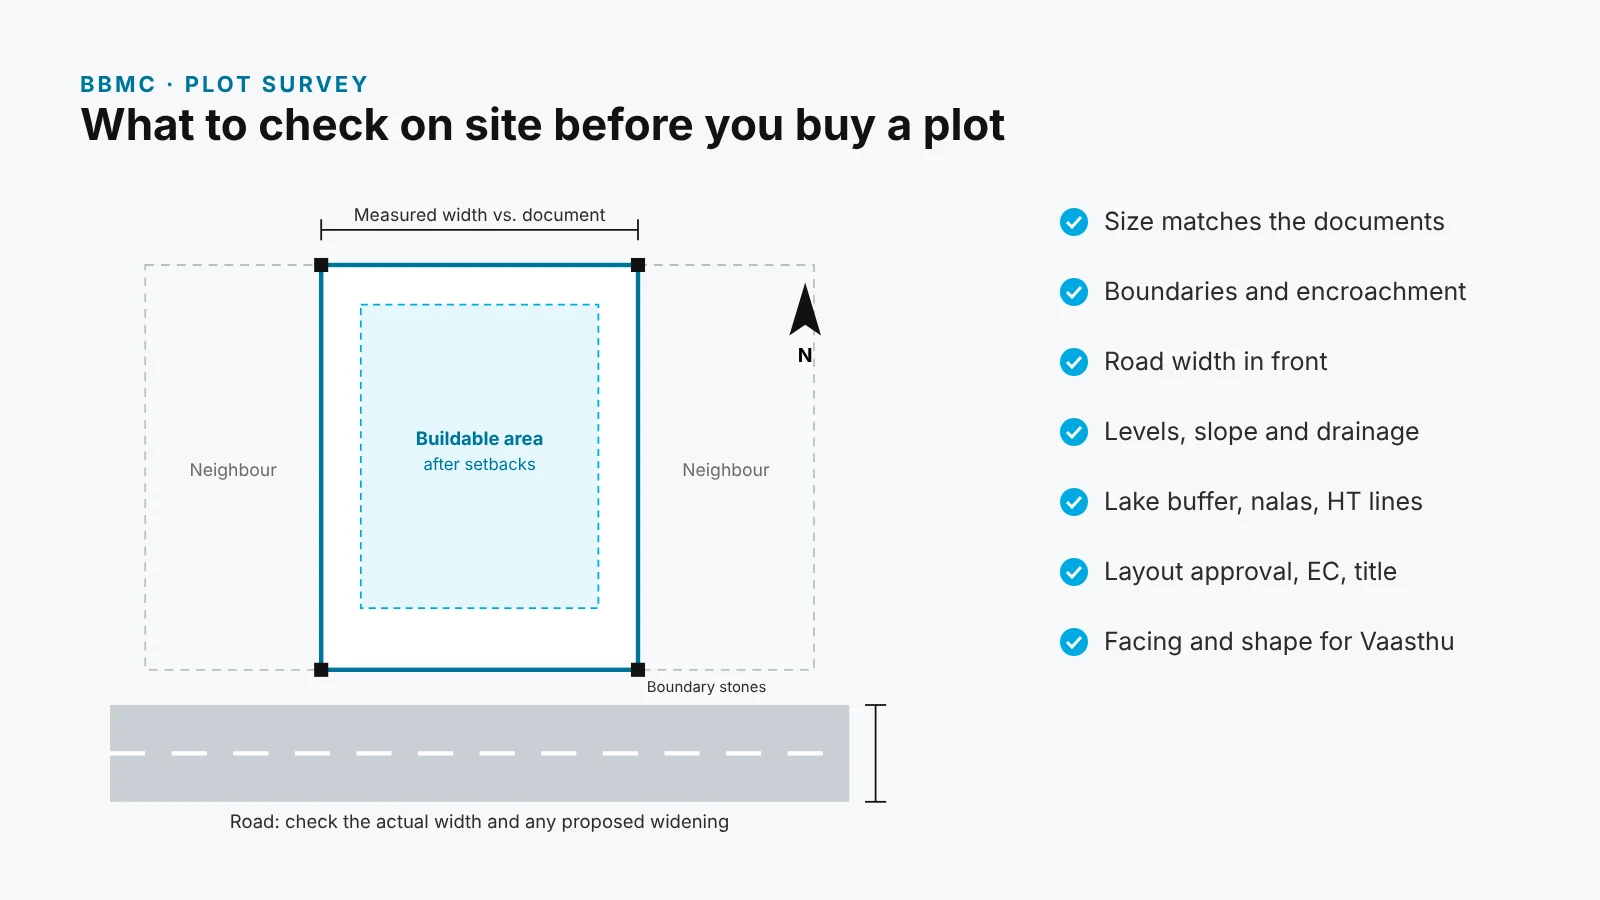 BBMC · PLOT SURVEY
What to check on site before you buy a plot
Measured width vs. document
N
Buildable area
after setbacks
Neighbour
Neighbour
Boundary stones
Road: check the actual width and any proposed widening
Size matches the documents
Boundaries and encroachment
Road width in front
Levels, slope and drainage
Lake buffer, nalas, HT lines
Layout approval, EC, title
Facing and shape for Vaasthu